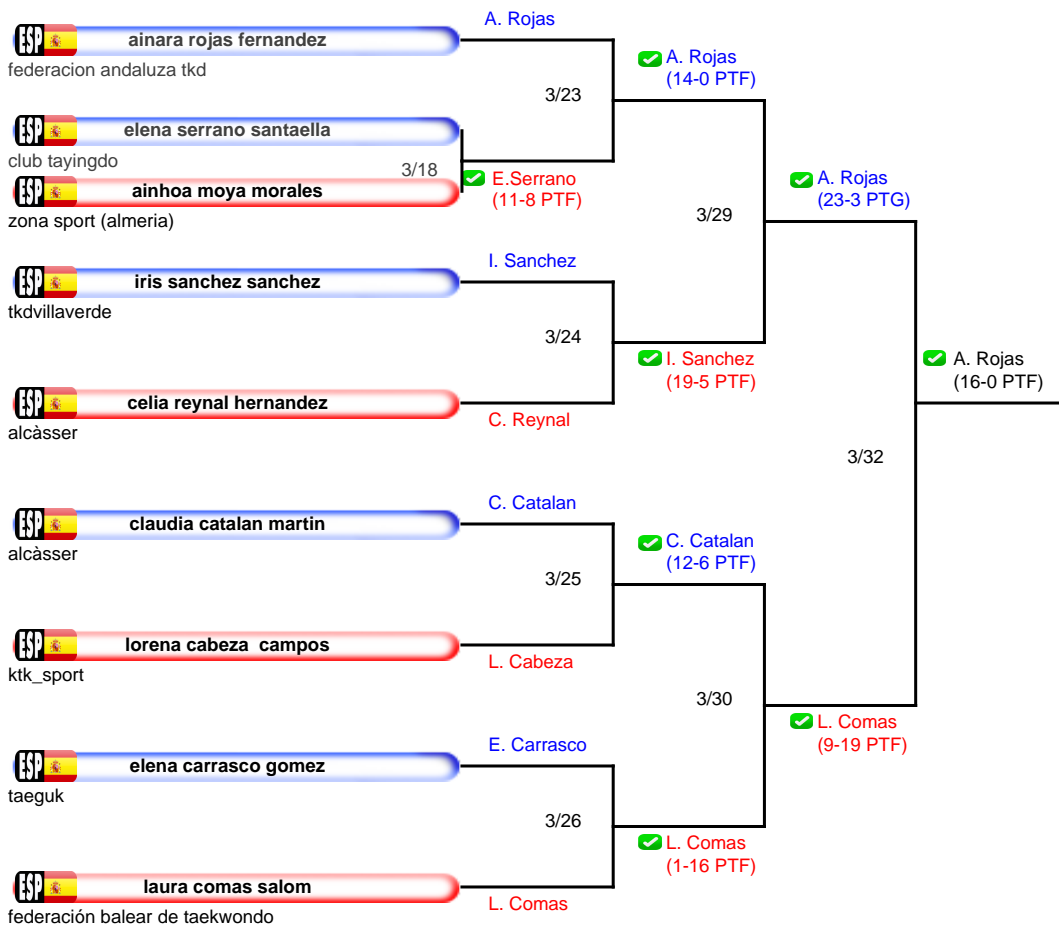 A. Rojas
ESP ainara rojas fernandez
federacion andaluza tkd
A. Rojas
(14-0 PTF)
3/23
ESP elena serrano santaella
club tayingdo
3/18
E.Serrano
(11-8 PTF)
ESP ainhoa moya morales
zona sport (almeria)
A. Rojas
(23-3 PTG)
3/29
I. Sanchez
ESP iris sanchez sanchez
tkdvillaverde
3/24
I. Sanchez
(19-5 PTF)
A. Rojas
(16-0 PTF)
ESP celia reynal hernandez
C. Reynal
alcàsser
3/32
C. Catalan
ESP claudia catalan martin
alcàsser
C. Catalan
(12-6 PTF)
3/25
ESP lorena cabeza  campos
L. Cabeza
ktk_sport
3/30
L. Comas
(9-19 PTF)
E. Carrasco
ESP elena carrasco gomez
taeguk
3/26
L. Comas
(1-16 PTF)
ESP laura comas salom
L. Comas
federación balear de taekwondo